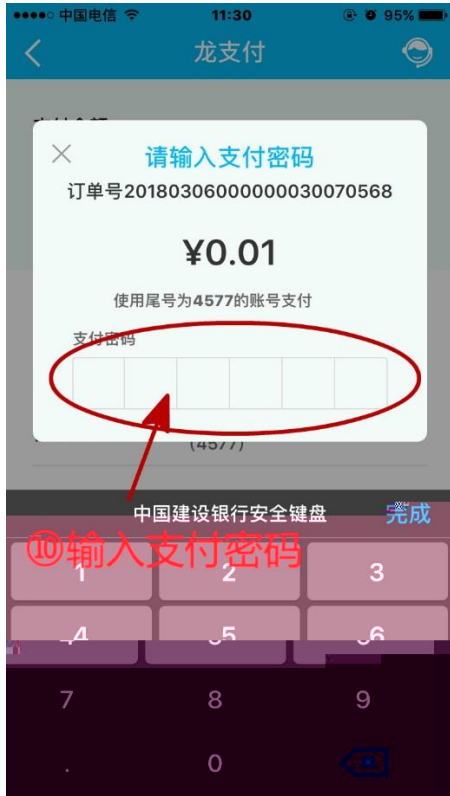 中国电信 11:30 95%
龙支付
请输入支付密码
订单号20180306000000030070568
¥0.01
使用尾号为4577的账号支付
支付密码
(4577)
中国建设银行安全键盘 完成
⑩输入支付密码
1 2 3
4 5 6
7 8 9
. 0